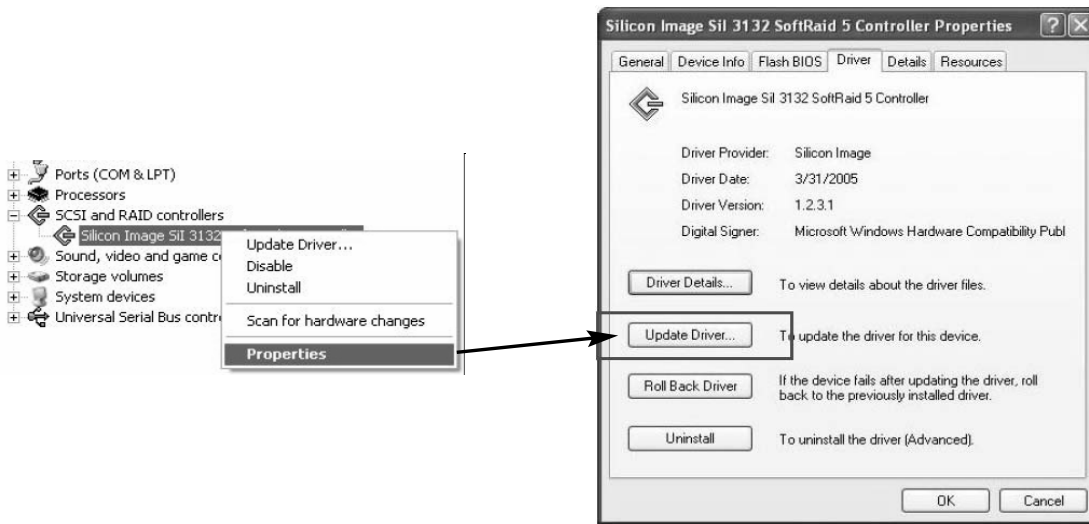 Ports (COM & LPT)
Processors
SCSI and RAID controllers
Silicon Image SiI 3132
Sound, video and game
Storage volumes
System devices
Universal Serial Bus
Update Driver...
Disable
Uninstall
Scan for hardware changes
Properties
Silicon Image SiI 3132 SoftRaid 5 Controller Properties
General Device Info Flash BIOS Driver Details Resources
Silicon Image SiI 3132 SoftRaid 5 Controller
Driver Provider: Silicon Image
Driver Date: 3/31/2005
Driver Version: 1.2.3.1
Digital Signer: Microsoft Windows Hardware Compatibility Publ
Driver Details... To view details about the driver files.
Update Driver... To update the driver for this device.
Roll Back Driver If the device fails after updating the driver, roll
back to the previously installed driver.
Uninstall To uninstall the driver (Advanced).
OK Cancel